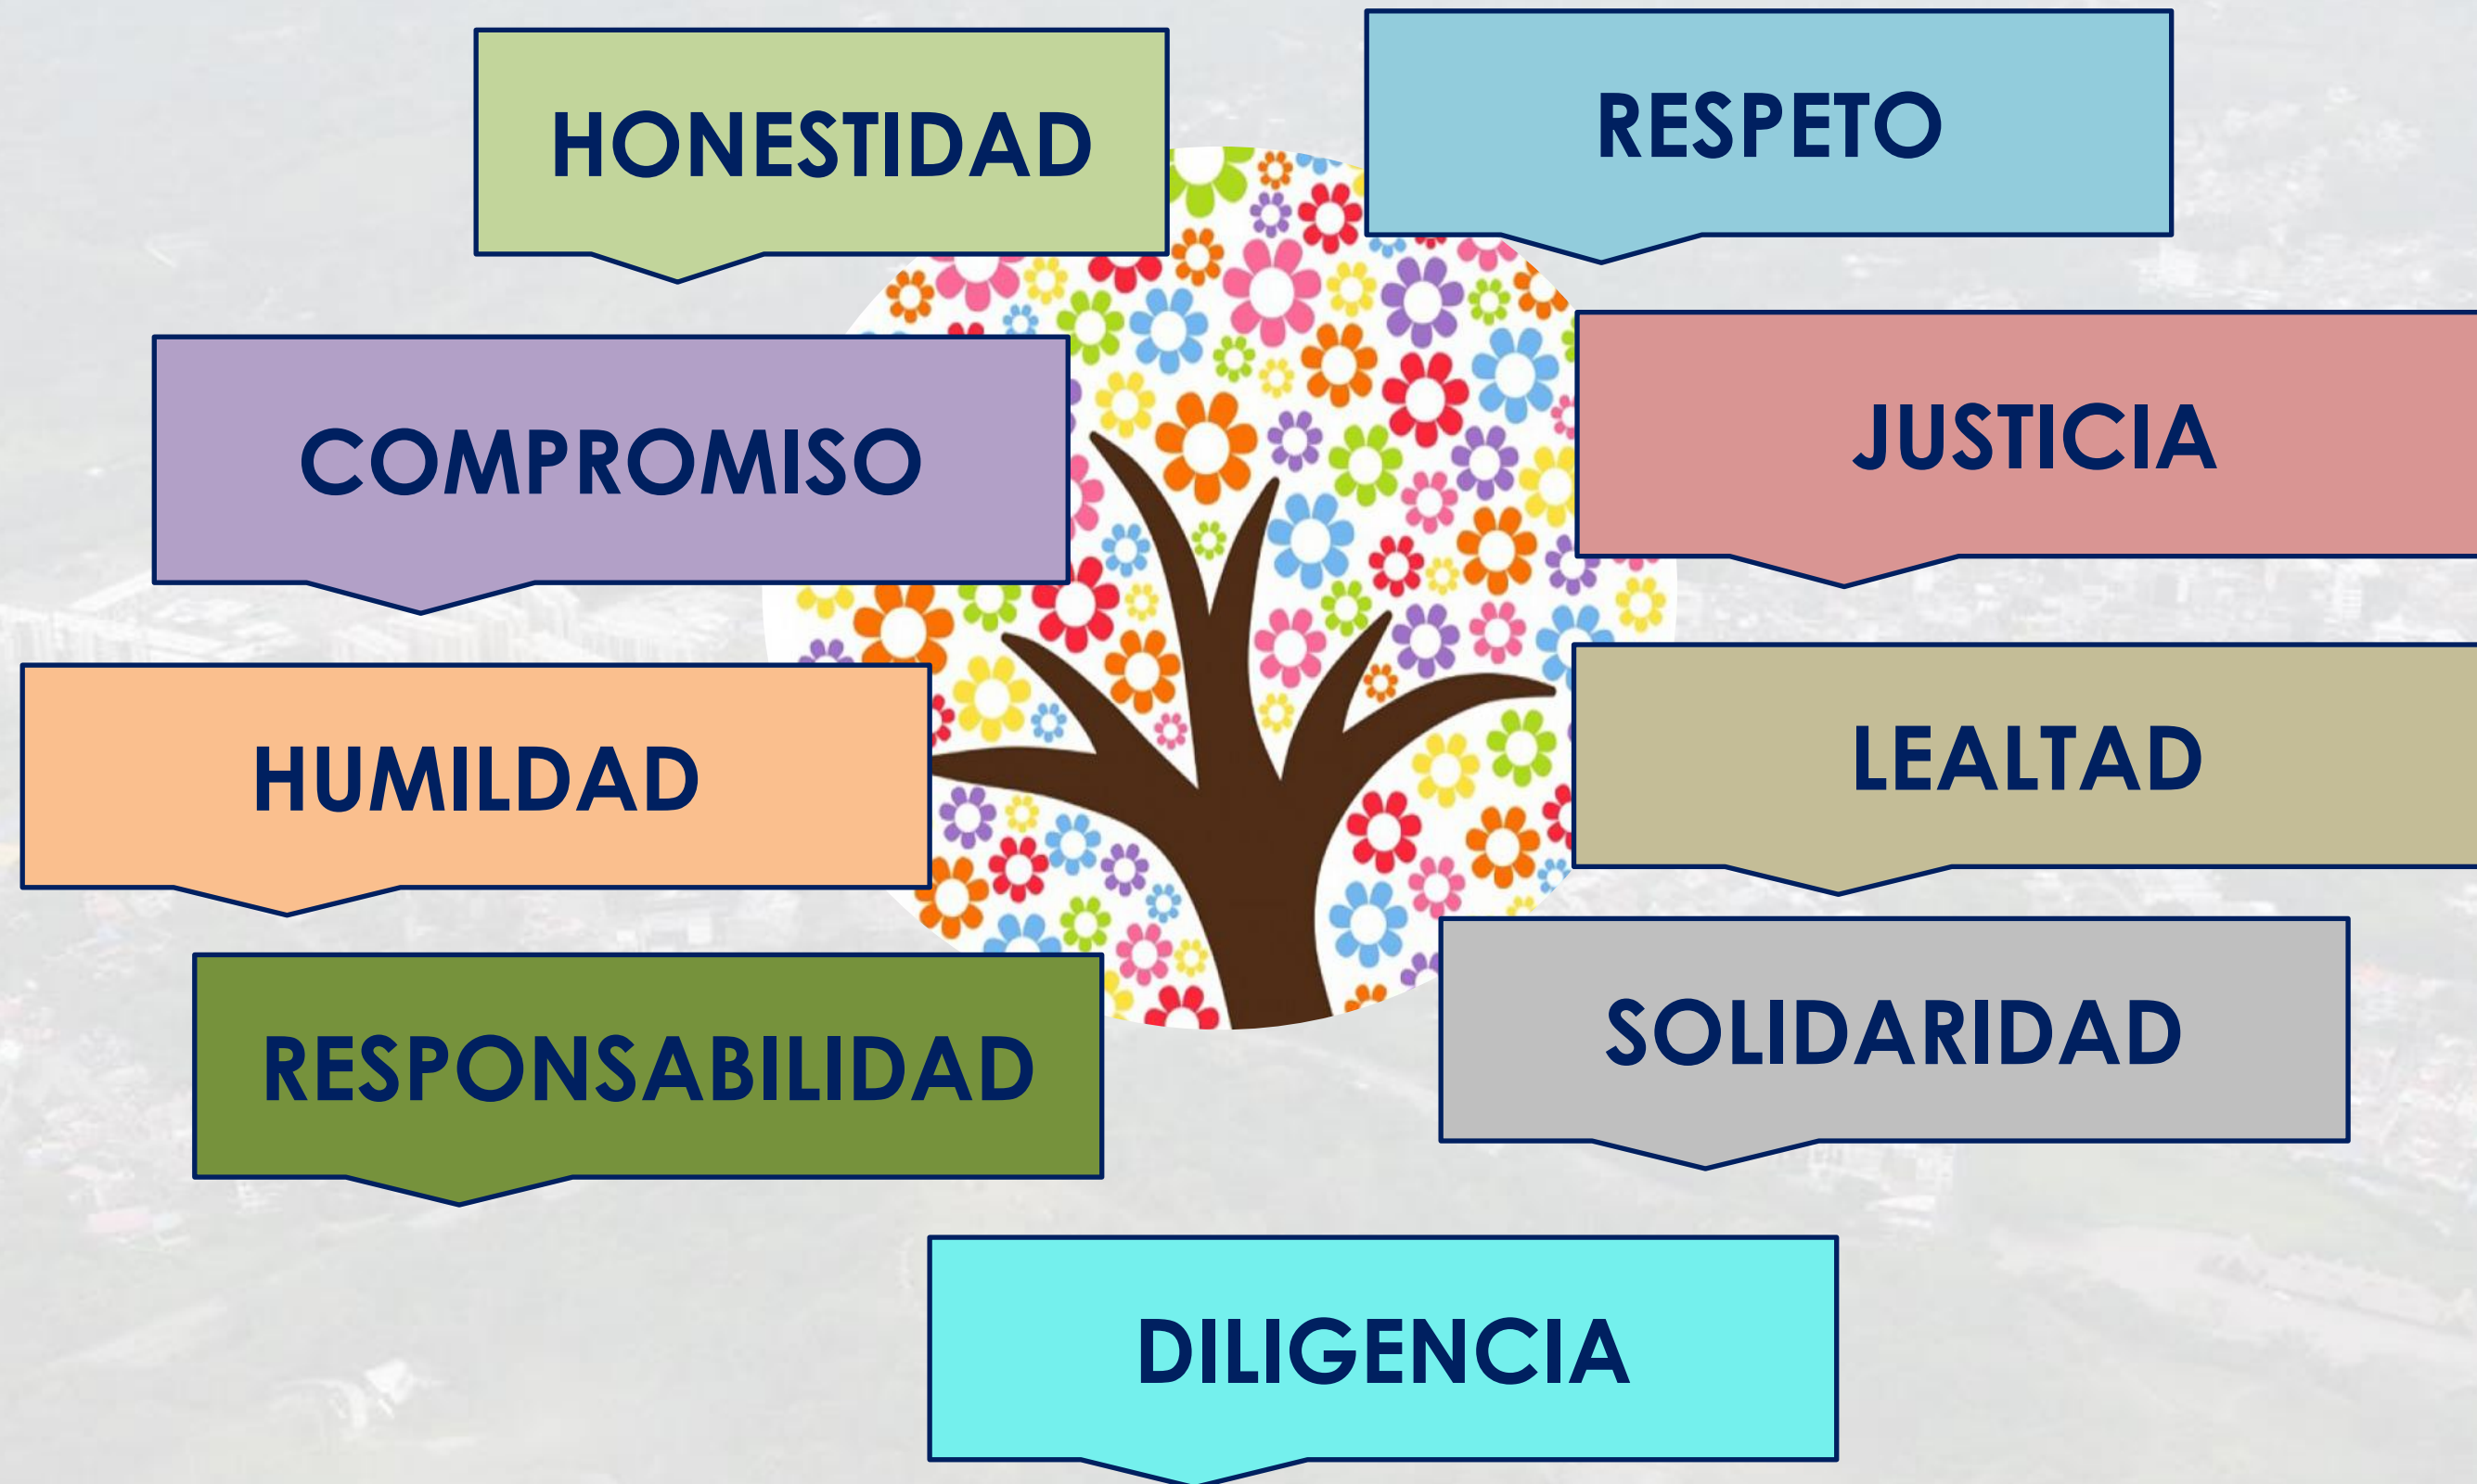 HONESTIDAD
RESPETO
COMPROMISO
JUSTICIA
HUMILDAD
LEALTAD
RESPONSABILIDAD
SOLIDARIDAD
DILIGENCIA